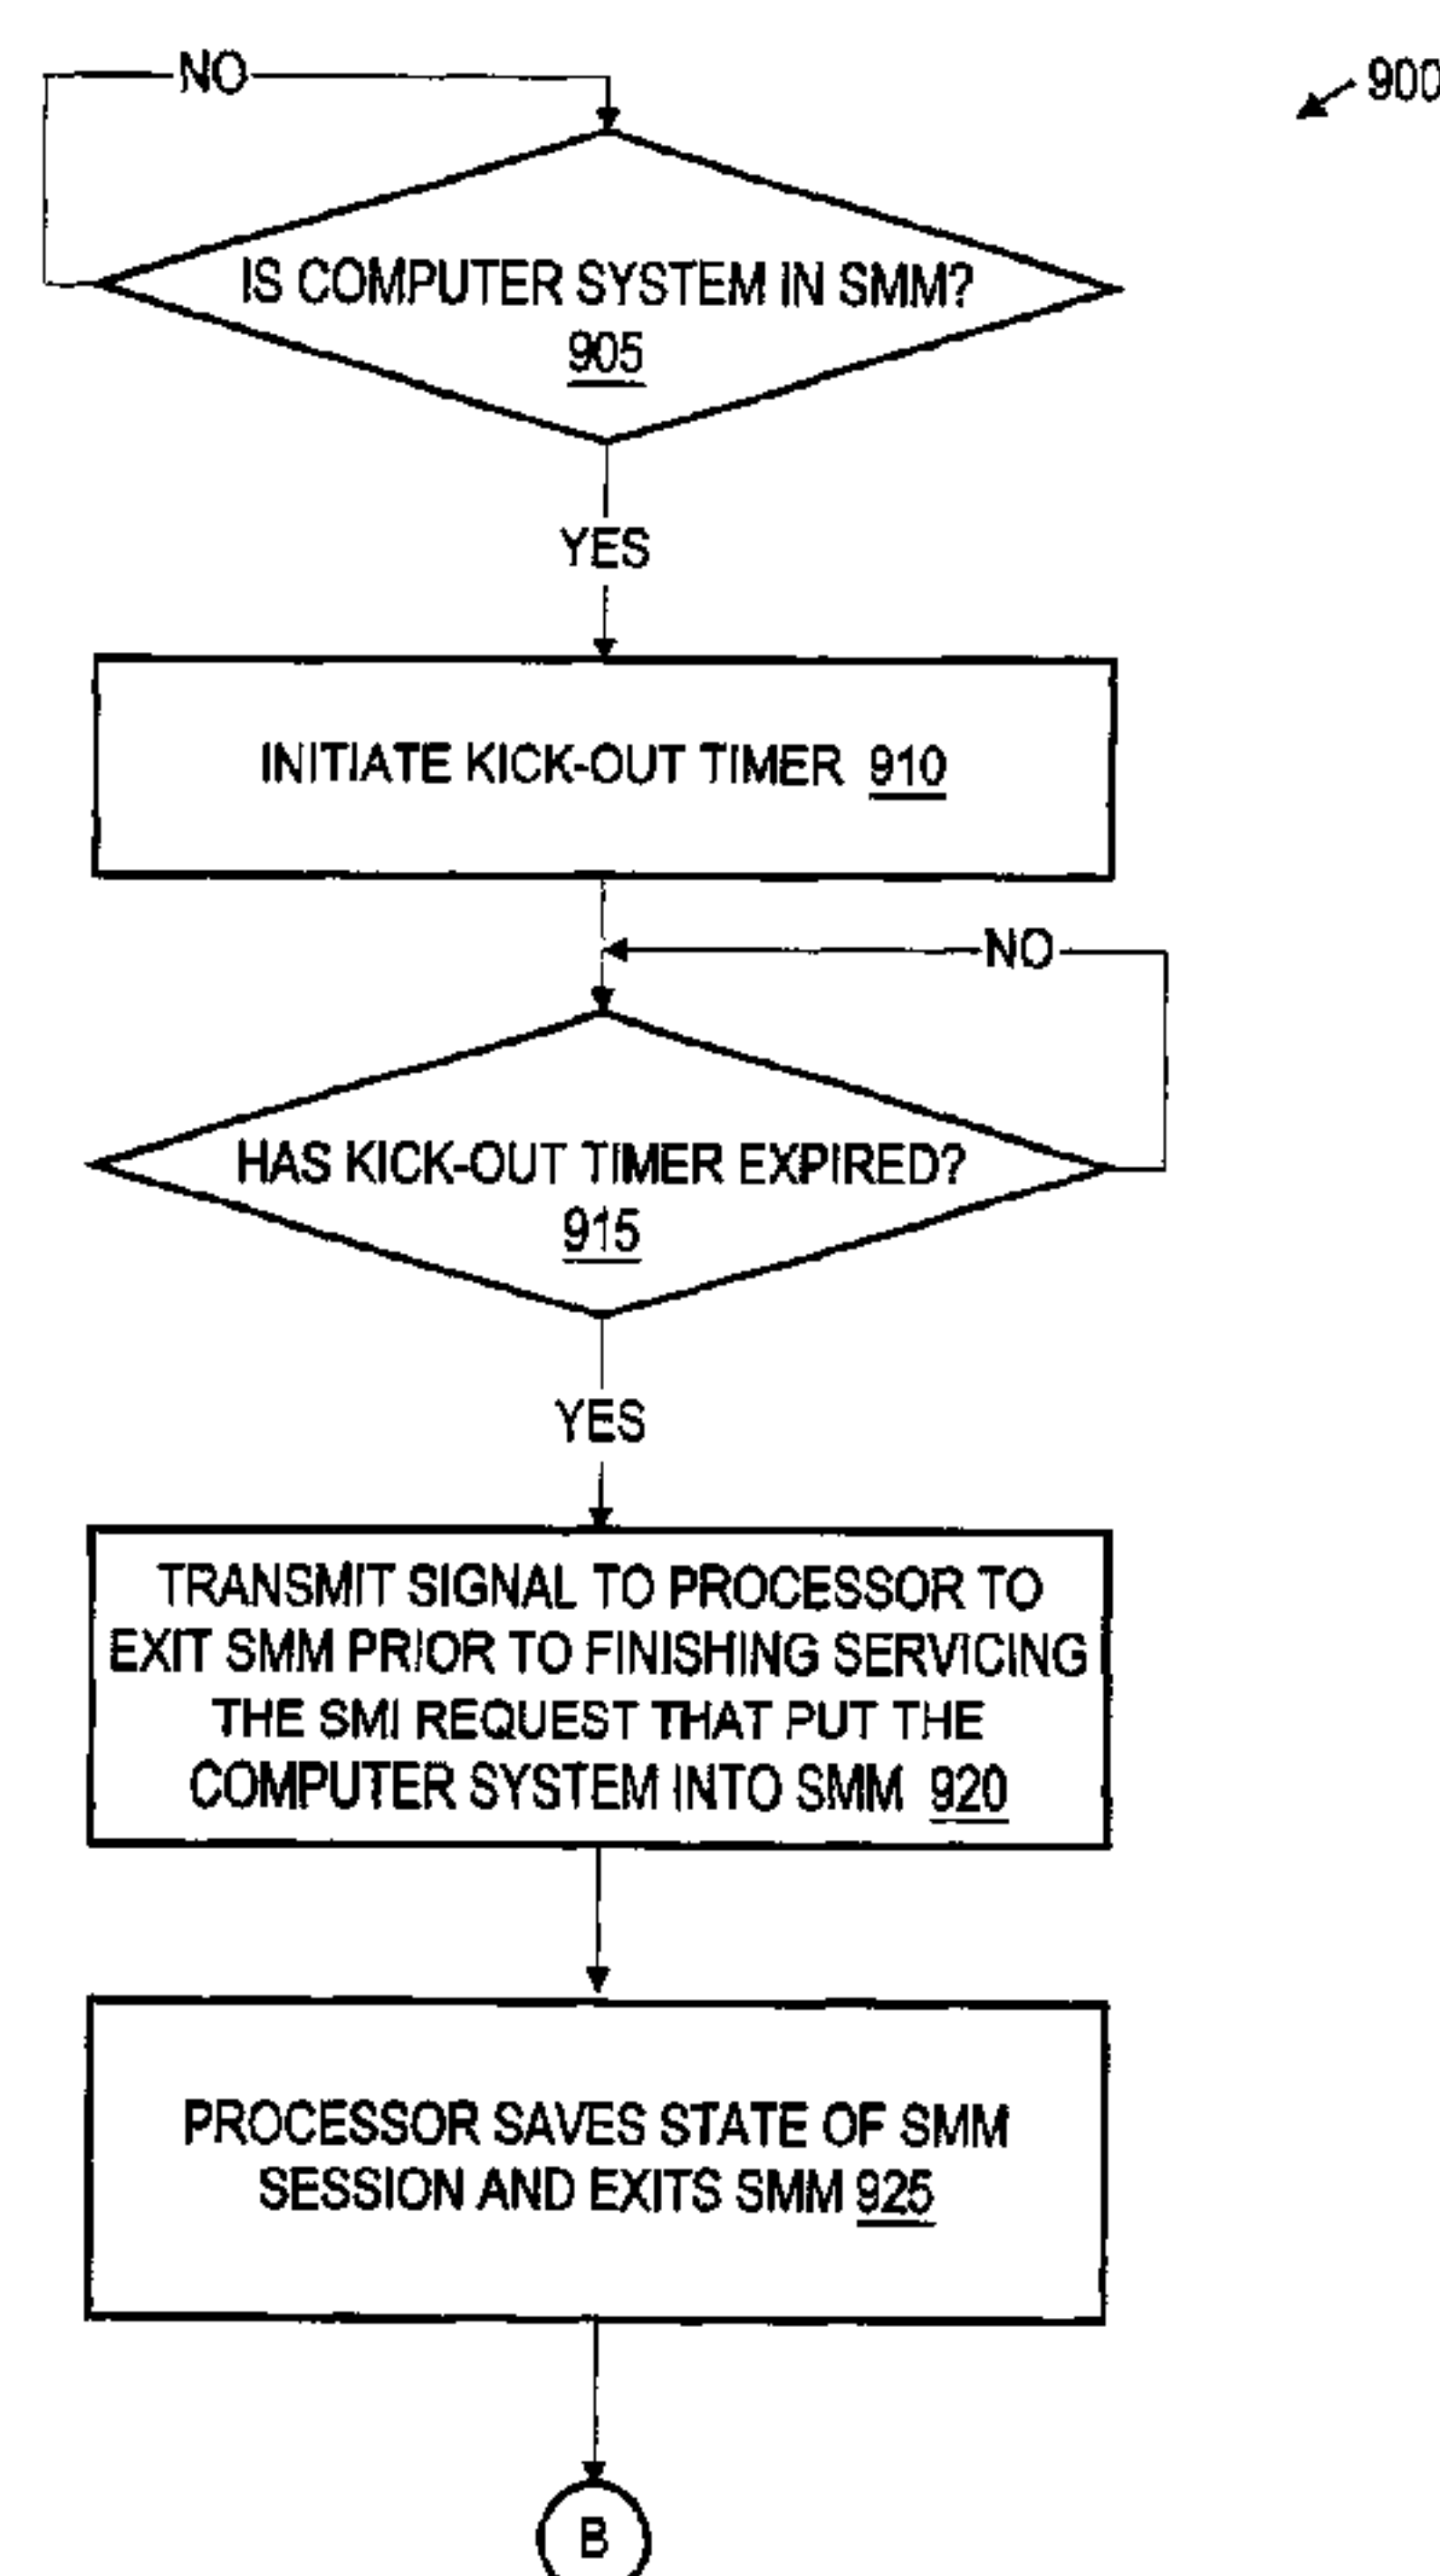 NO
900
IS COMPUTER SYSTEM IN SMM?
905
YES
INITIATE KICK-OUT TIMER 910
NO
HAS KICK-OUT TIMER EXPIRED?
915
YES
TRANSMIT SIGNAL TO PROCESSOR TO
EXIT SMM PRIOR TO FINISHING SERVICING
THE SMI REQUEST THAT PUT THE
COMPUTER SYSTEM INTO SMM 920
PROCESSOR SAVES STATE OF SMM
SESSION AND EXITS SMM 925
B